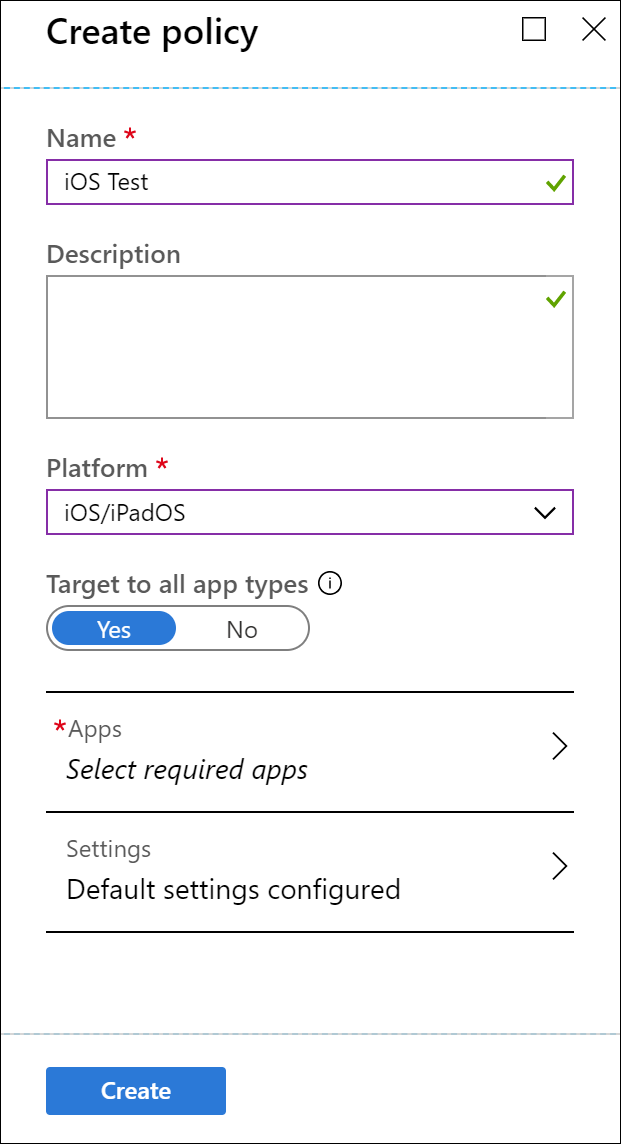 Create policy
Name *
iOS Test
Description
Platform *
iOS/iPadOS
Target to all app types
Yes No
*Apps
Select required apps
Settings
Default settings configured
Create